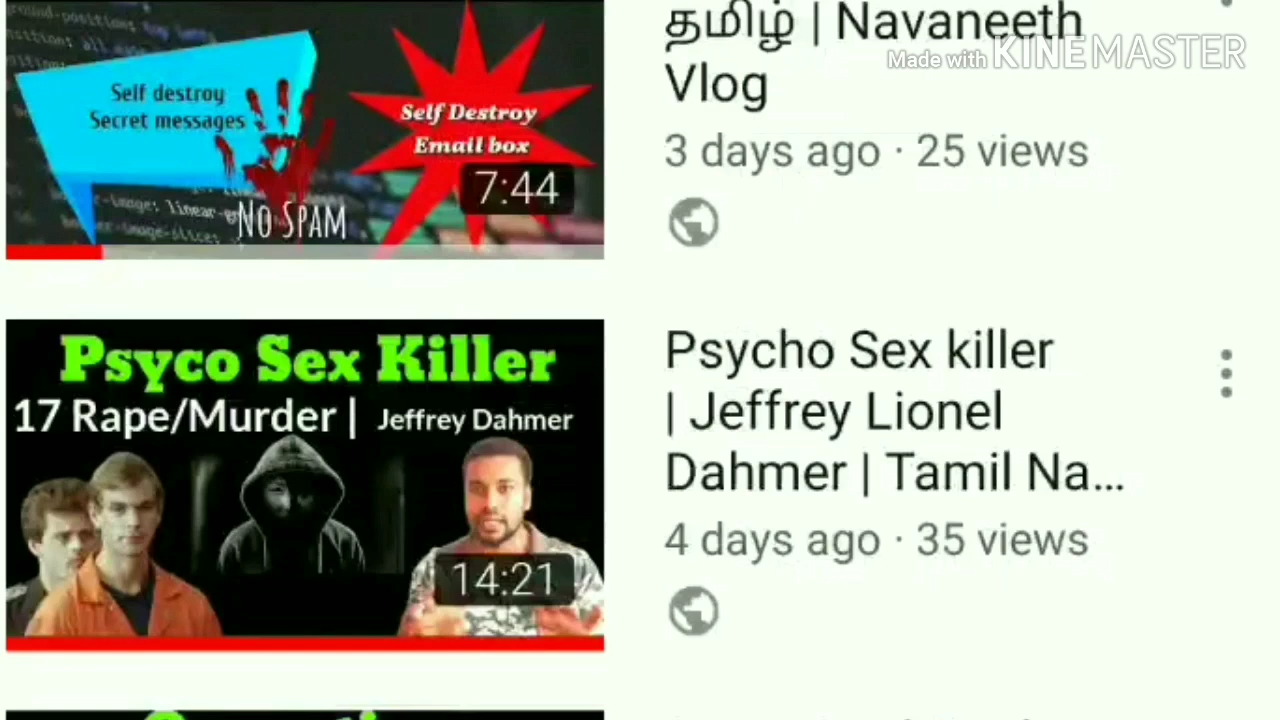 தமிழ் | Navaneeth
Vlog
Made with KINEMASTER
3 days ago · 25 views
Self destroy
Secret messages
Self Destroy
Email box
7:44
No Spam
Psyco Sex Killer
17 Rape/Murder | Jeffrey Dahmer
14:21
Psycho Sex killer
| Jeffrey Lionel
Dahmer | Tamil Na...
4 days ago · 35 views